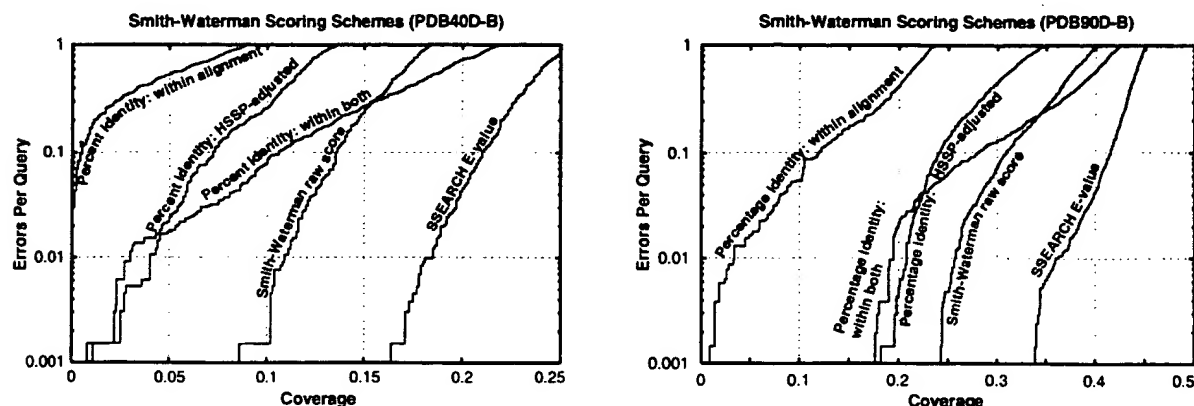 Smith-Waterman Scoring Schemes (PDB40D-B)
Errors Per Query
1
0.1
0.01
0.001
Percent Identity: within alignment
Percent Identity: HSSP-adjusted
Percent Identity: within both
Smith-Waterman raw score
SSEARCH E-value
0
0.05
0.1
0.15
0.2
0.25
Coverage
Smith-Waterman Scoring Schemes (PDB90D-B)
Errors Per Query
1
0.1
0.01
0.001
Percentage Identity: within alignment
Percentage Identity:
within both
Percentage Identity: HSSP-adjusted
Smith-Waterman raw score
SSEARCH E-value
0
0.1
0.2
0.3
0.4
0.5
Coverage